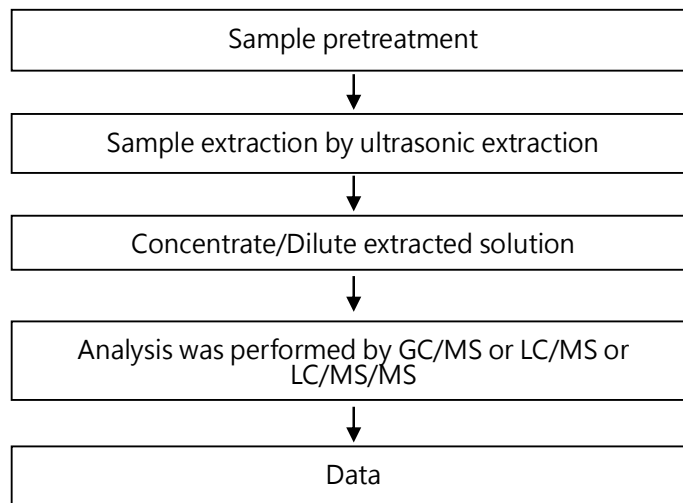 Sample pretreatment
Sample extraction by ultrasonic extraction
Concentrate/Dilute extracted solution
Analysis was performed by GC/MS or LC/MS or
LC/MS/MS
Data